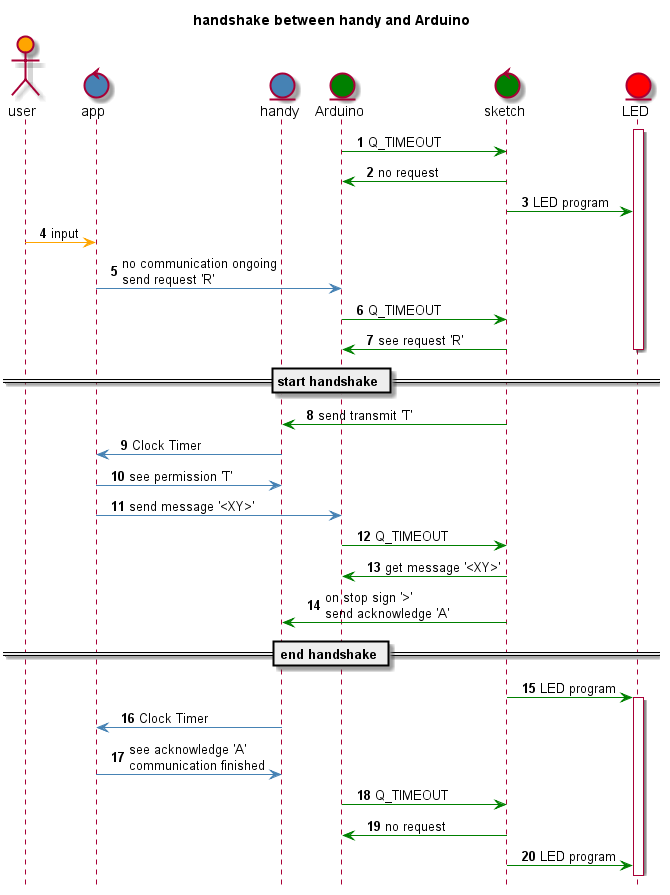 handshake between handy and Arduino
user app handy Arduino sketch LED
1 Q_TIMEOUT
2 no request
3 LED program
4 input
5 no communication ongoing
send request 'R'
6 Q_TIMEOUT
7 see request 'R'
start handshake
8 send transmit 'T'
9 Clock Timer
10 see permission 'T'
11 send message '<XY>'
12 Q_TIMEOUT
13 get message '<XY>'
14 on stop sign '>'
send acknowledge 'A'
end handshake
15 LED program
16 Clock Timer
17 see acknowledge 'A'
communication finished
18 Q_TIMEOUT
19 no request
20 LED program